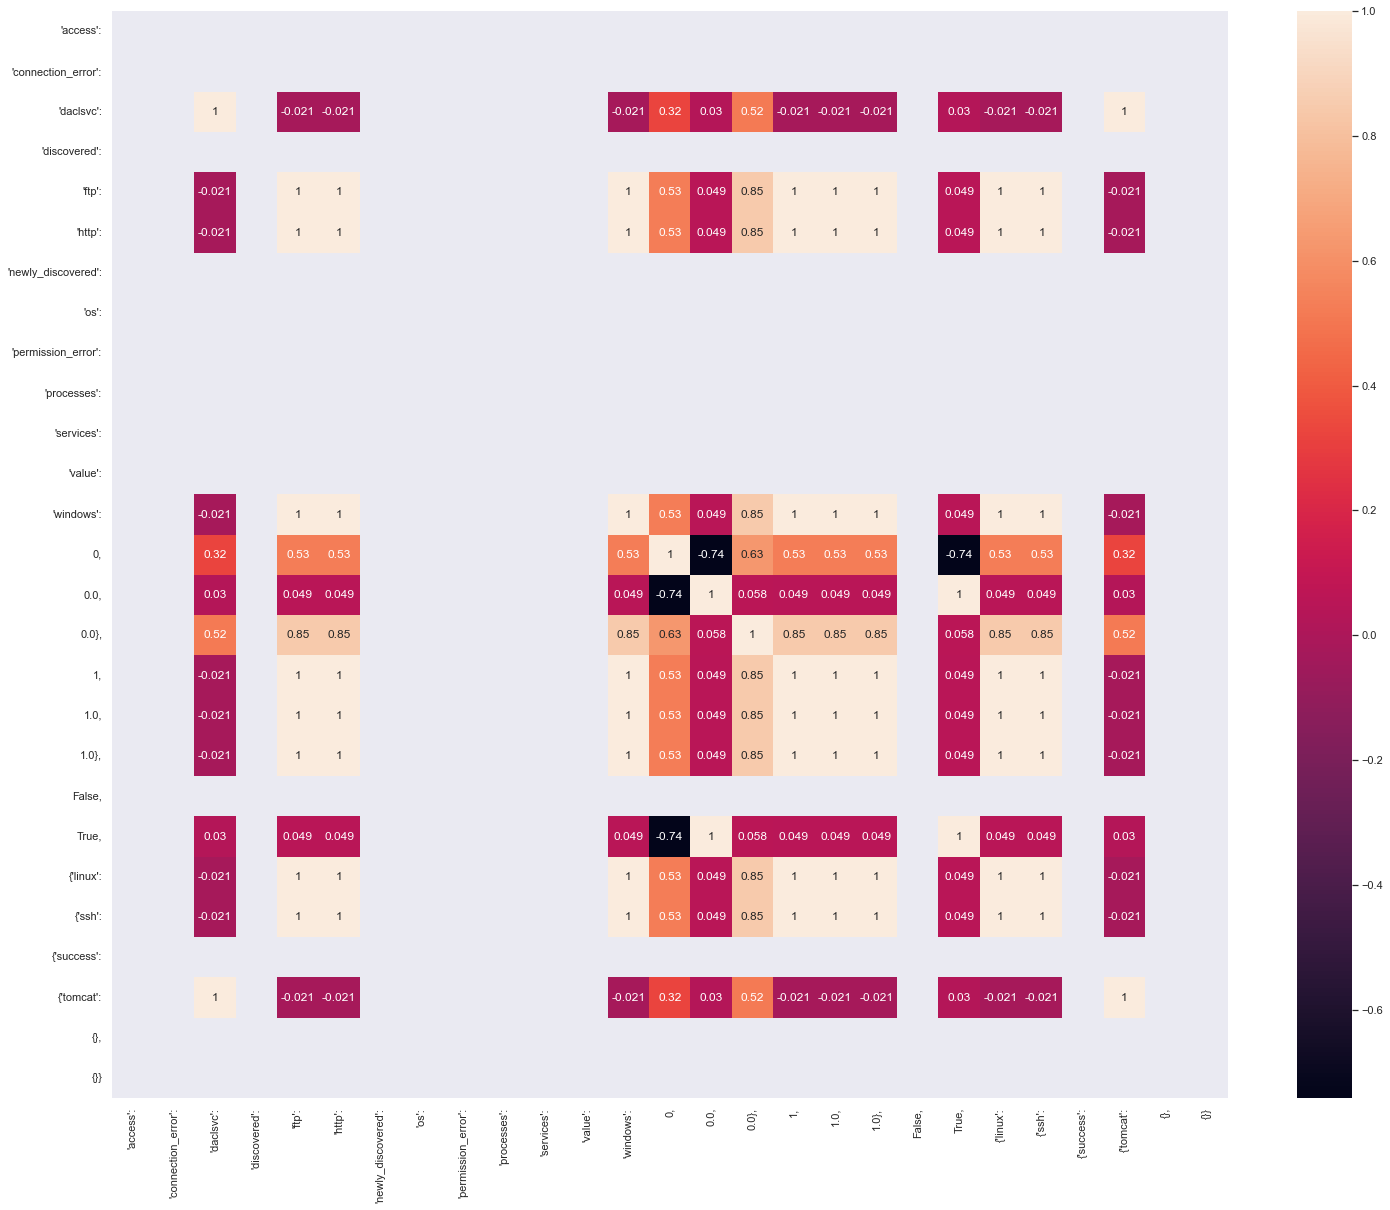 'access':
'connection_error':
'daclsvc': 1 -0.021 -0.021 -0.021 0.32 0.03 0.52 -0.021 -0.021 -0.021 0.03 -0.021 -0.021 1
'discovered':
'ftp': -0.021 1 1 1 0.53 0.049 0.85 1 1 1 0.049 1 1 -0.021
'http': -0.021 1 1 1 0.53 0.049 0.85 1 1 1 0.049 1 1 -0.021
'newly_discovered':
'os':
'permission_error':
'processes':
'services':
'value':
'windows': -0.021 1 1 1 0.53 0.049 0.85 1 1 1 0.049 1 1 -0.021
0, 0.32 0.53 0.53 0.53 1 -0.74 0.63 0.53 0.53 0.53 -0.74 0.53 0.53 0.32
0.0, 0.03 0.049 0.049 0.049 -0.74 1 0.058 0.049 0.049 0.049 1 0.049 0.049 0.03
0.0}, 0.52 0.85 0.85 0.85 0.63 0.058 1 0.85 0.85 0.85 0.058 0.85 0.85 0.52
1, -0.021 1 1 1 0.53 0.049 0.85 1 1 1 0.049 1 1 -0.021
1.0, -0.021 1 1 1 0.53 0.049 0.85 1 1 1 0.049 1 1 -0.021
1.0}, -0.021 1 1 1 0.53 0.049 0.85 1 1 1 0.049 1 1 -0.021
False,
True, 0.03 0.049 0.049 0.049 -0.74 1 0.058 0.049 0.049 0.049 1 0.049 0.049 0.03
{'linux': -0.021 1 1 1 0.53 0.049 0.85 1 1 1 0.049 1 1 -0.021
{'ssh': -0.021 1 1 1 0.53 0.049 0.85 1 1 1 0.049 1 1 -0.021
{'success':
{'tomcat': 1 -0.021 -0.021 -0.021 0.32 0.03 0.52 -0.021 -0.021 -0.021 0.03 -0.021 -0.021 1
{},
{}}
'access':
'connection_error':
'daclsvc':
'discovered':
'ftp':
'http':
'newly_discovered':
'os':
'permission_error':
'processes':
'services':
'value':
'windows':
0,
0.0,
0.0},
1,
1.0,
1.0},
False,
True,
{'linux':
{'ssh':
{'success':
{'tomcat':
{},
{}}
1.0
0.8
0.6
0.4
0.2
0.0
−0.2
−0.4
−0.6